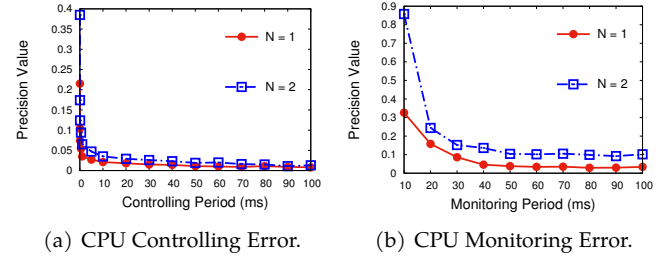 0.4
0.35
0.3
0.25
0.2
0.15
0.1
0.05
0
Precision Value
N = 1
N = 2
0 10 20 30 40 50 60 70 80 90 100
Controlling Period (ms)
(a) CPU Controlling Error.
0.9
0.8
0.7
0.6
0.5
0.4
0.3
0.2
0.1
0
Precision Value
N = 1
N = 2
10 20 30 40 50 60 70 80 90 100
Monitoring Period (ms)
(b) CPU Monitoring Error.